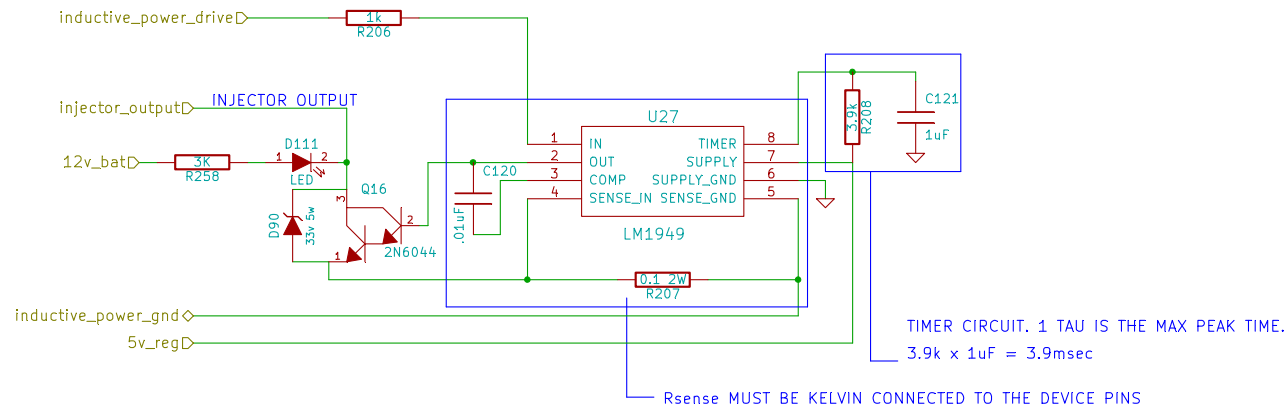 inductive_power_drive
1k
R206
injector_output
INJECTOR OUTPUT
12v_bat
3K
R258
D111
1
2
LED
Q16
3
2
1
2N6044
D90
33v 5w
C120
.01uF
U27
1
IN
2
OUT
3
COMP
4
SENSE_IN
TIMER
8
SUPPLY
7
SUPPLY_GND
6
SENSE_GND
5
LM1949
0.1 2W
R207
3.9k
R208
C121
1uF
inductive_power_gnd
5v_reg
TIMER CIRCUIT. 1 TAU IS THE MAX PEAK TIME.
3.9k x 1uF = 3.9msec
Rsense MUST BE KELVIN CONNECTED TO THE DEVICE PINS